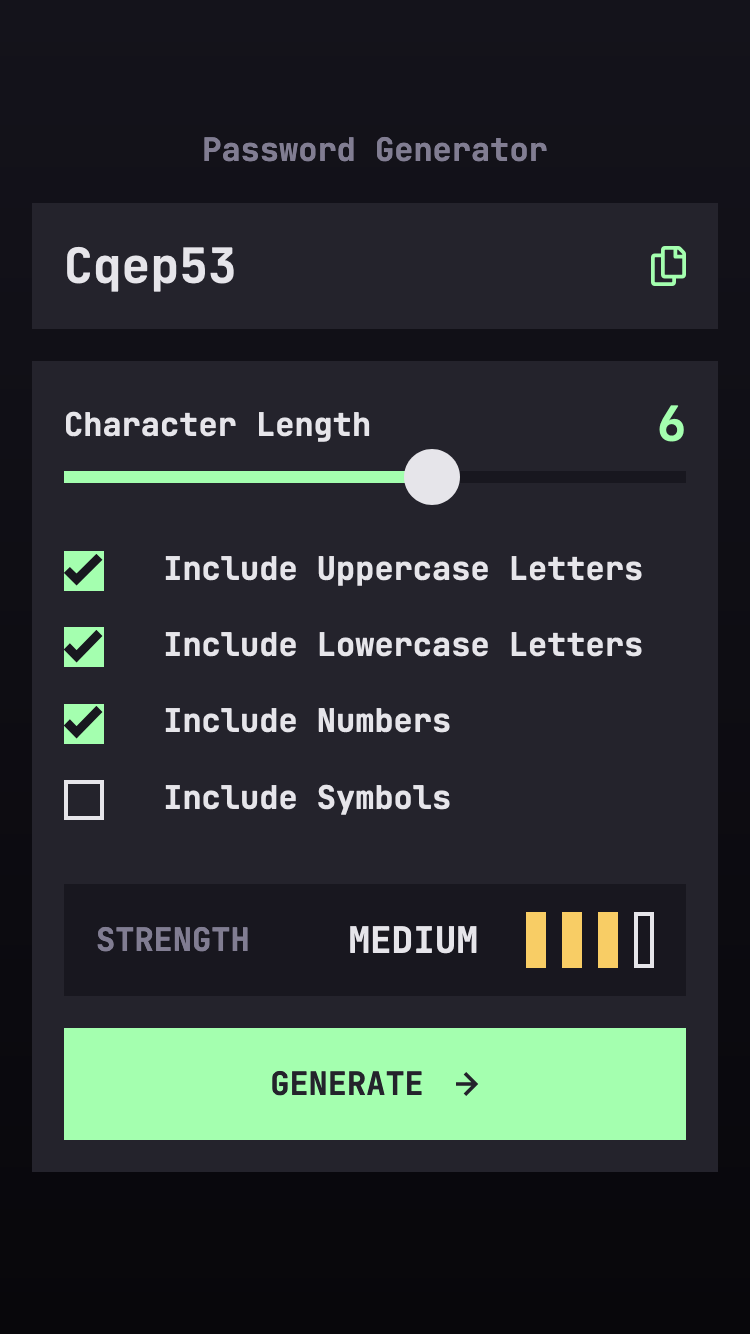 Password Generator
Cqep53
Character Length 6
Include Uppercase Letters
Include Lowercase Letters
Include Numbers
Include Symbols
STRENGTH MEDIUM
GENERATE →